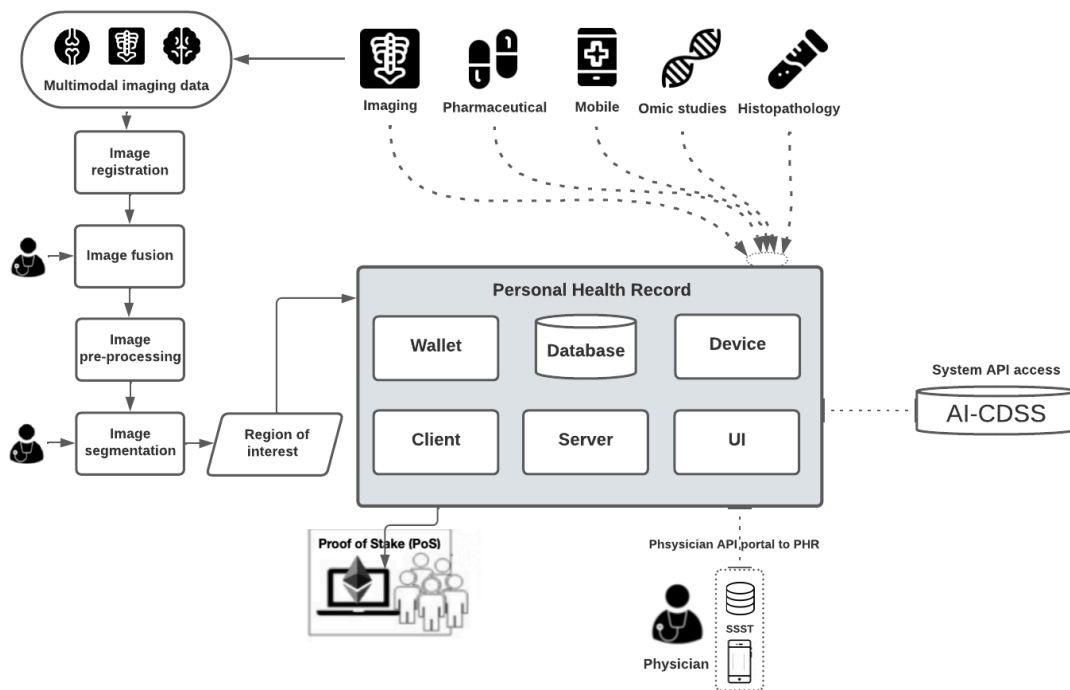 Multimodal imaging data
Imaging
Pharmaceutical
Mobile
Omic studies
Histopathology
Image
registration
Image fusion
Image
pre-processing
Image
segmentation
Region of
interest
Personal Health Record
Wallet
Database
Device
Client
Server
UI
System API access
AI-CDSS
Proof of Stake (PoS)
Phsysician API portal to PHR
SSST
Physician